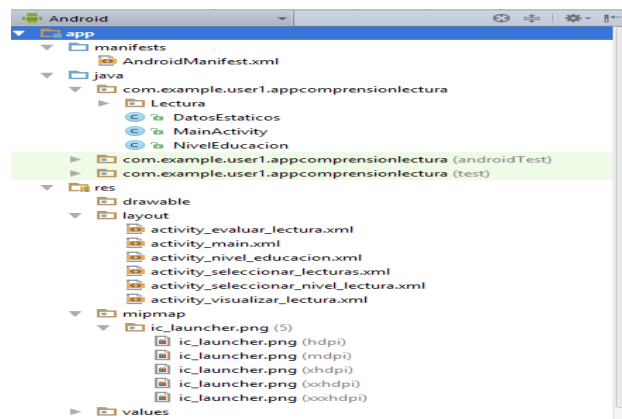 Android
app
manifests
AndroidManifest.xml
java
com.example.user1.appcomprensionlectura
Lectura
DatosEstaticos
MainActivity
NivelEducacion
com.example.user1.appcomprensionlectura (androidTest)
com.example.user1.appcomprensionlectura (test)
res
drawable
layout
activity_evaluar_lectura.xml
activity_main.xml
activity_nivel_educacion.xml
activity_seleccionar_lecturas.xml
activity_seleccionar_nivel_lectura.xml
activity_visualizar_lectura.xml
mipmap
ic_launcher.png (5)
ic_launcher.png (hdpi)
ic_launcher.png (mdpi)
ic_launcher.png (xhdpi)
ic_launcher.png (xxhdpi)
ic_launcher.png (xxxhdpi)
values